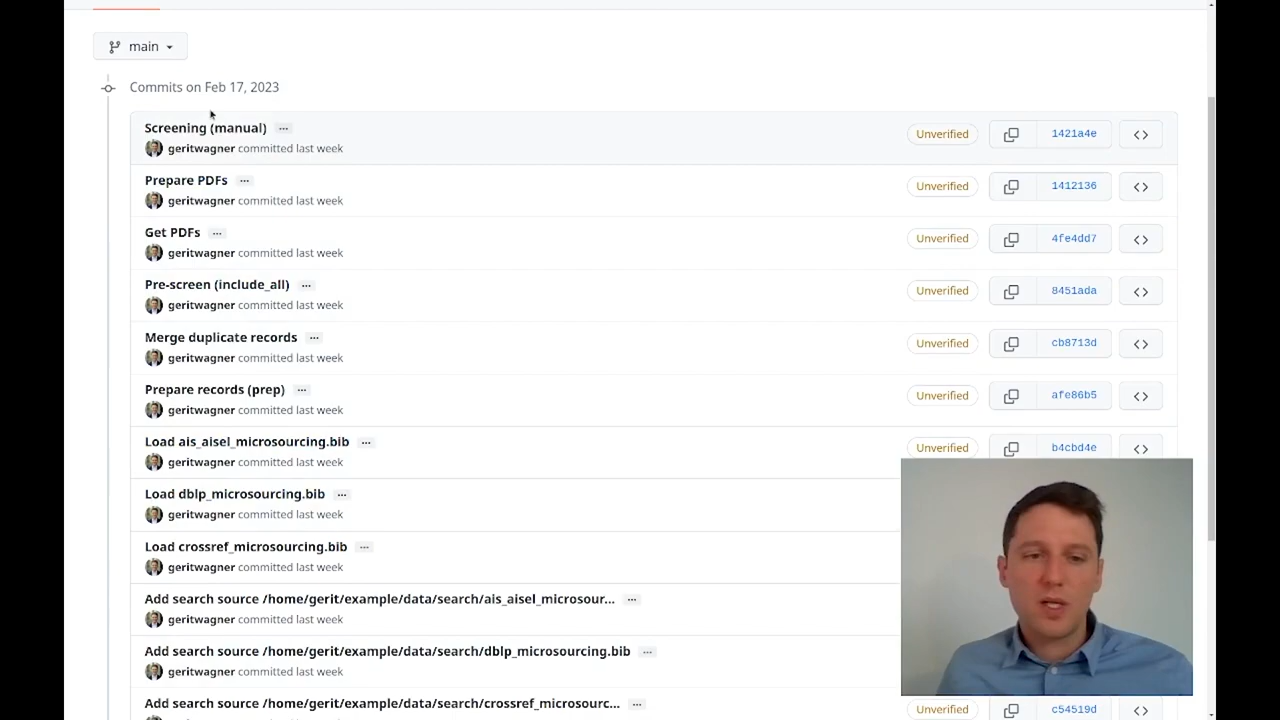 main
Commits on Feb 17, 2023
Screening (manual) ...
geritwagner committed last week
Unverified
1421a4e
Prepare PDFs ...
geritwagner committed last week
Unverified
1412136
Get PDFs ...
geritwagner committed last week
Unverified
4fe4dd7
Pre-screen (include_all) ...
geritwagner committed last week
Unverified
8451ada
Merge duplicate records ...
geritwagner committed last week
Unverified
cb8713d
Prepare records (prep) ...
geritwagner committed last week
Unverified
afe86b5
Load ais_aisel_microsourcing.bib ...
geritwagner committed last week
Unverified
b4cbd4e
Load dblp_microsourcing.bib ...
geritwagner committed last week
Load crossref_microsourcing.bib ...
geritwagner committed last week
Add search source /home/gerit/example/data/search/ais_aisel_microsour... ...
geritwagner committed last week
Add search source /home/gerit/example/data/search/dblp_microsourcing.bib ...
geritwagner committed last week
Add search source /home/gerit/example/data/search/crossref_microsourc... ...
Unverified
c54519d